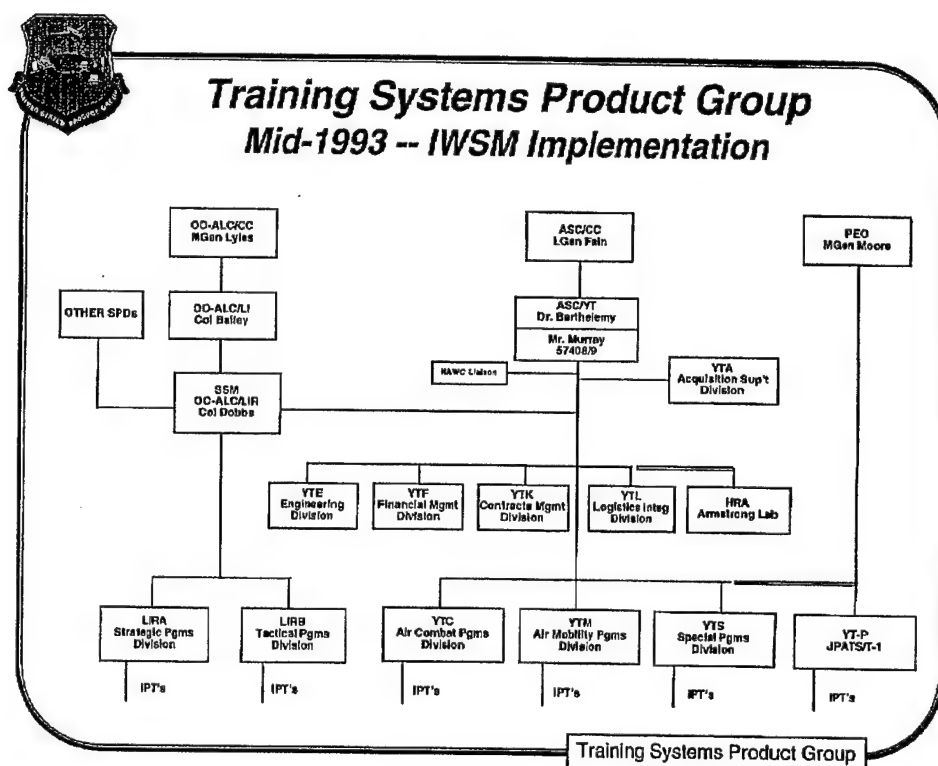 Training Systems Product Group
Mid-1993 -- IWSM Implementation
OO-ALC/CC
MGen Lyles
ASC/CC
LGen Fain
PEO
MGen Moore
OTHER SPDs
OO-ALC/LI
Col Bailey
ASC/YT
Dr. Barthelemy
Mr. Murray
57408/9
NAWC Liaison
YTA
Acquisition Sup't
Division
SSM
OO-ALC/LIR
Col Dobbs
YTE
Engineering
Division
YTF
Financial Mgmt
Division
YTK
Contracts Mgmt
Division
YTL
Logistics Integ
Division
HRA
Armstrong Lab
LIRA
Strategic Pgms
Division
LIRB
Tactical Pgms
Division
YTC
Air Combat Pgms
Division
YTM
Air Mobility Pgms
Division
YTS
Special Pgms
Division
YT-P
JPATS/T-1
IPT's
IPT's
IPT's
IPT's
IPT's
IPT's
Training Systems Product Group